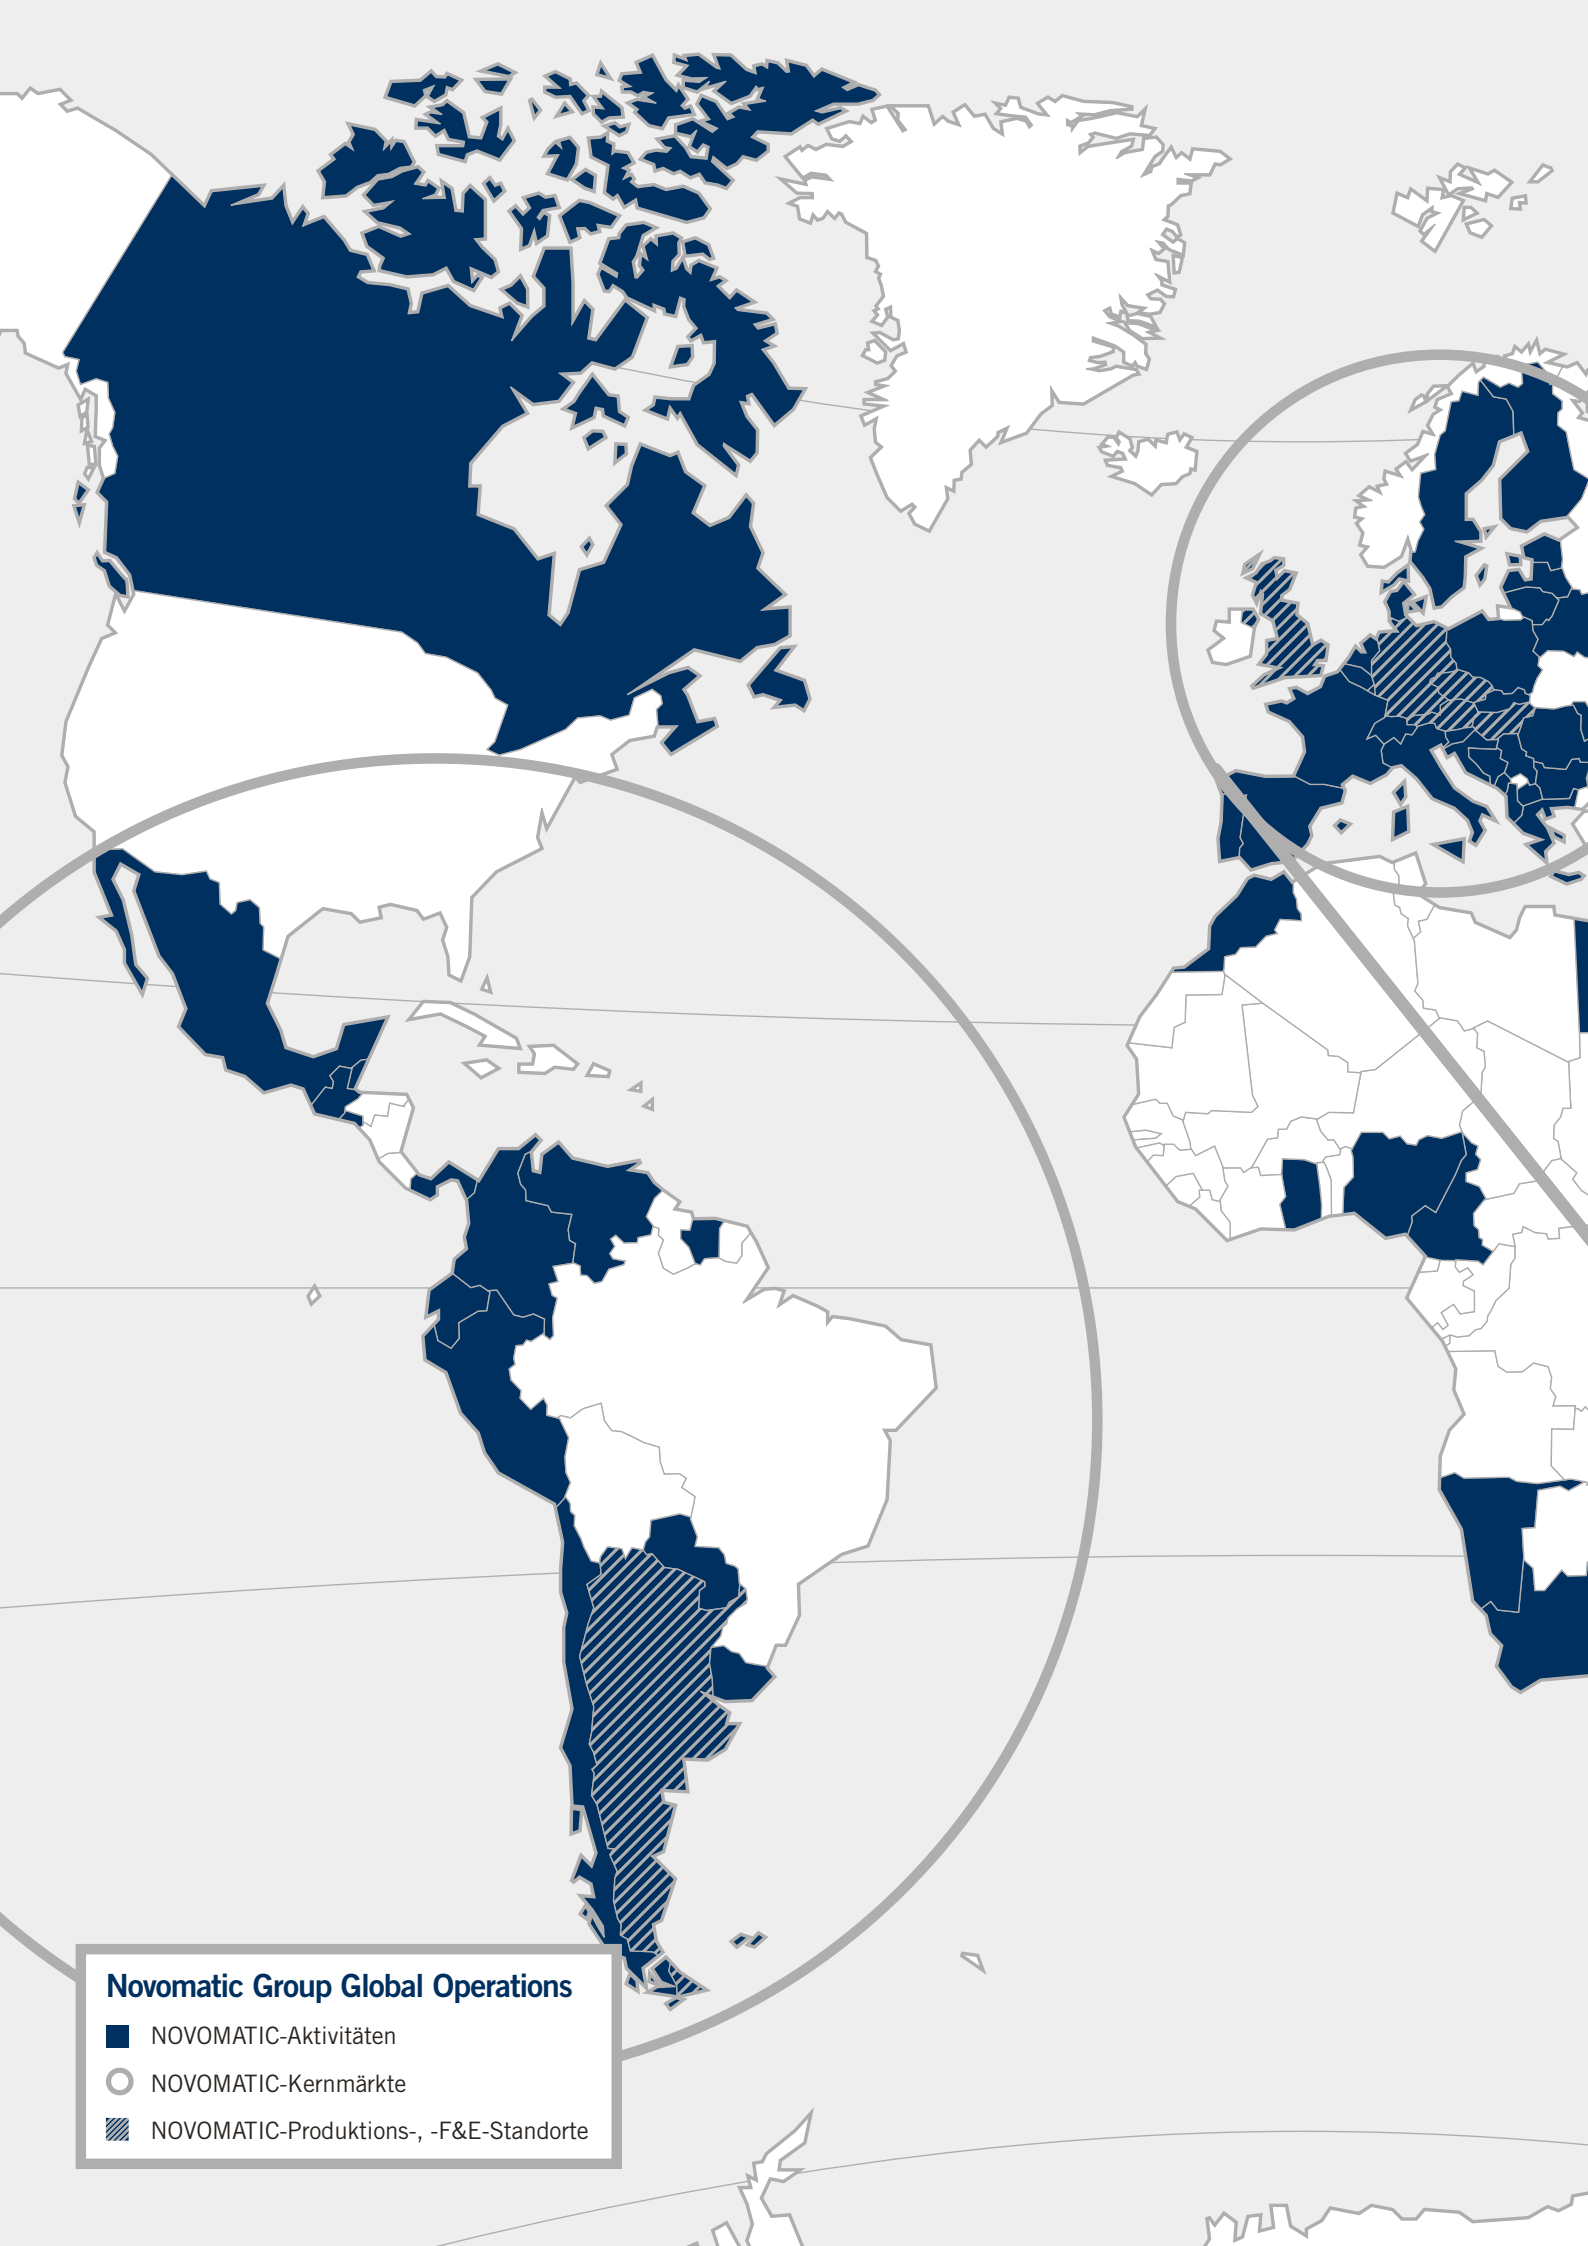 Novomatic Group Global Operations
NOVOMATIC-Aktivitäten
NOVOMATIC-Kernmärkte
NOVOMATIC-Produktions-, -F&E-Standorte